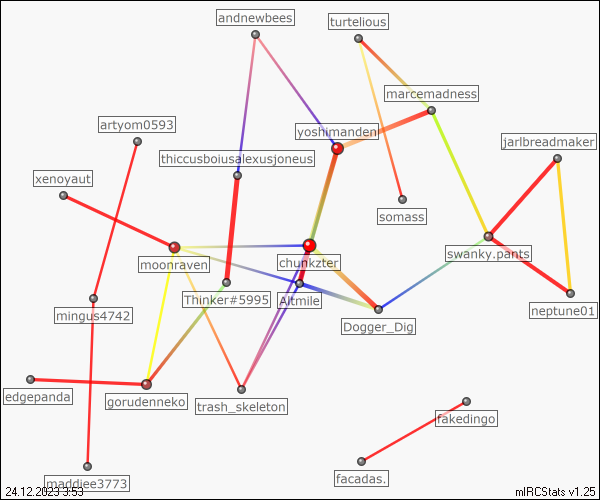 andnewbees
turtelious
marcemadness
artyom0593
yoshimanden
jarlbreadmaker
thiccusboiusalexusjoneus
xenoyaut
somass
swanky.pants
chunkzter
moonraven
Thinker#5995
Altmile
neptune01
mingus4742
Dogger_Dig
edgepanda
gorudenneko
trash_skeleton
fakedingo
facadas.
maddiee3773
24.12.2023 3:53
mIRCStats v1.25